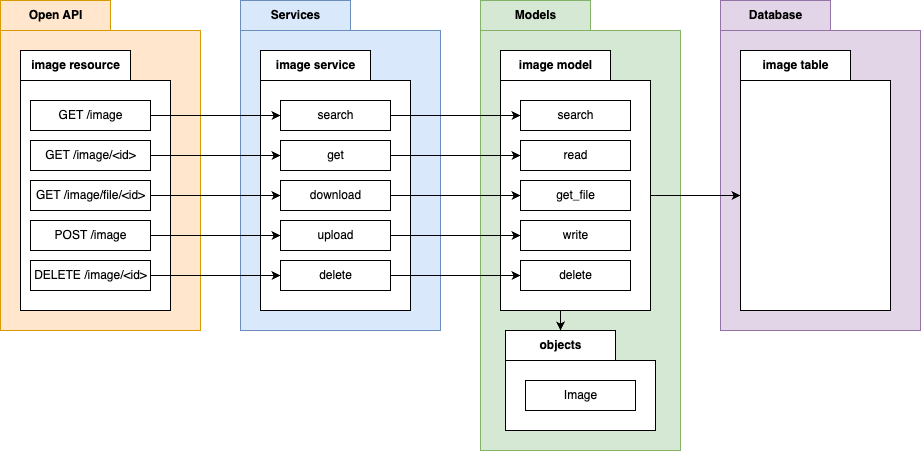 Open API
Services
Models
Database
image resource
image service
image model
image table
GET /image
search
search
GET /image/<id>
get
read
GET /image/file/<id>
download
get_file
POST /image
upload
write
DELETE /image/<id>
delete
delete
objects
Image